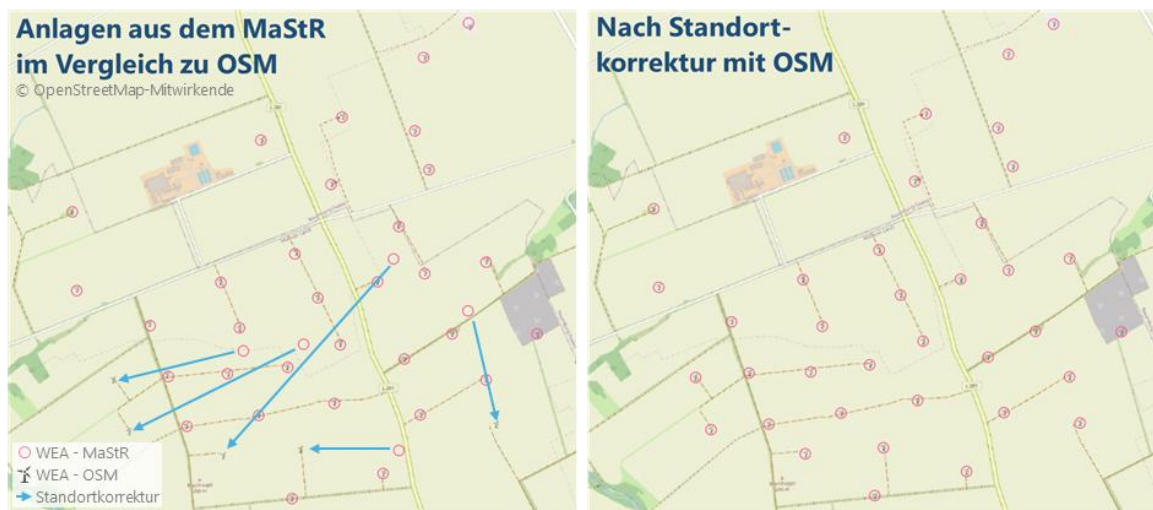 Anlagen aus dem MaStR
im Vergleich zu OSM
© OpenStreetMap-Mitwirkende
WEA - MaStR
WEA - OSM
Standortkorrektur
Nach Standort-
korrektur mit OSM